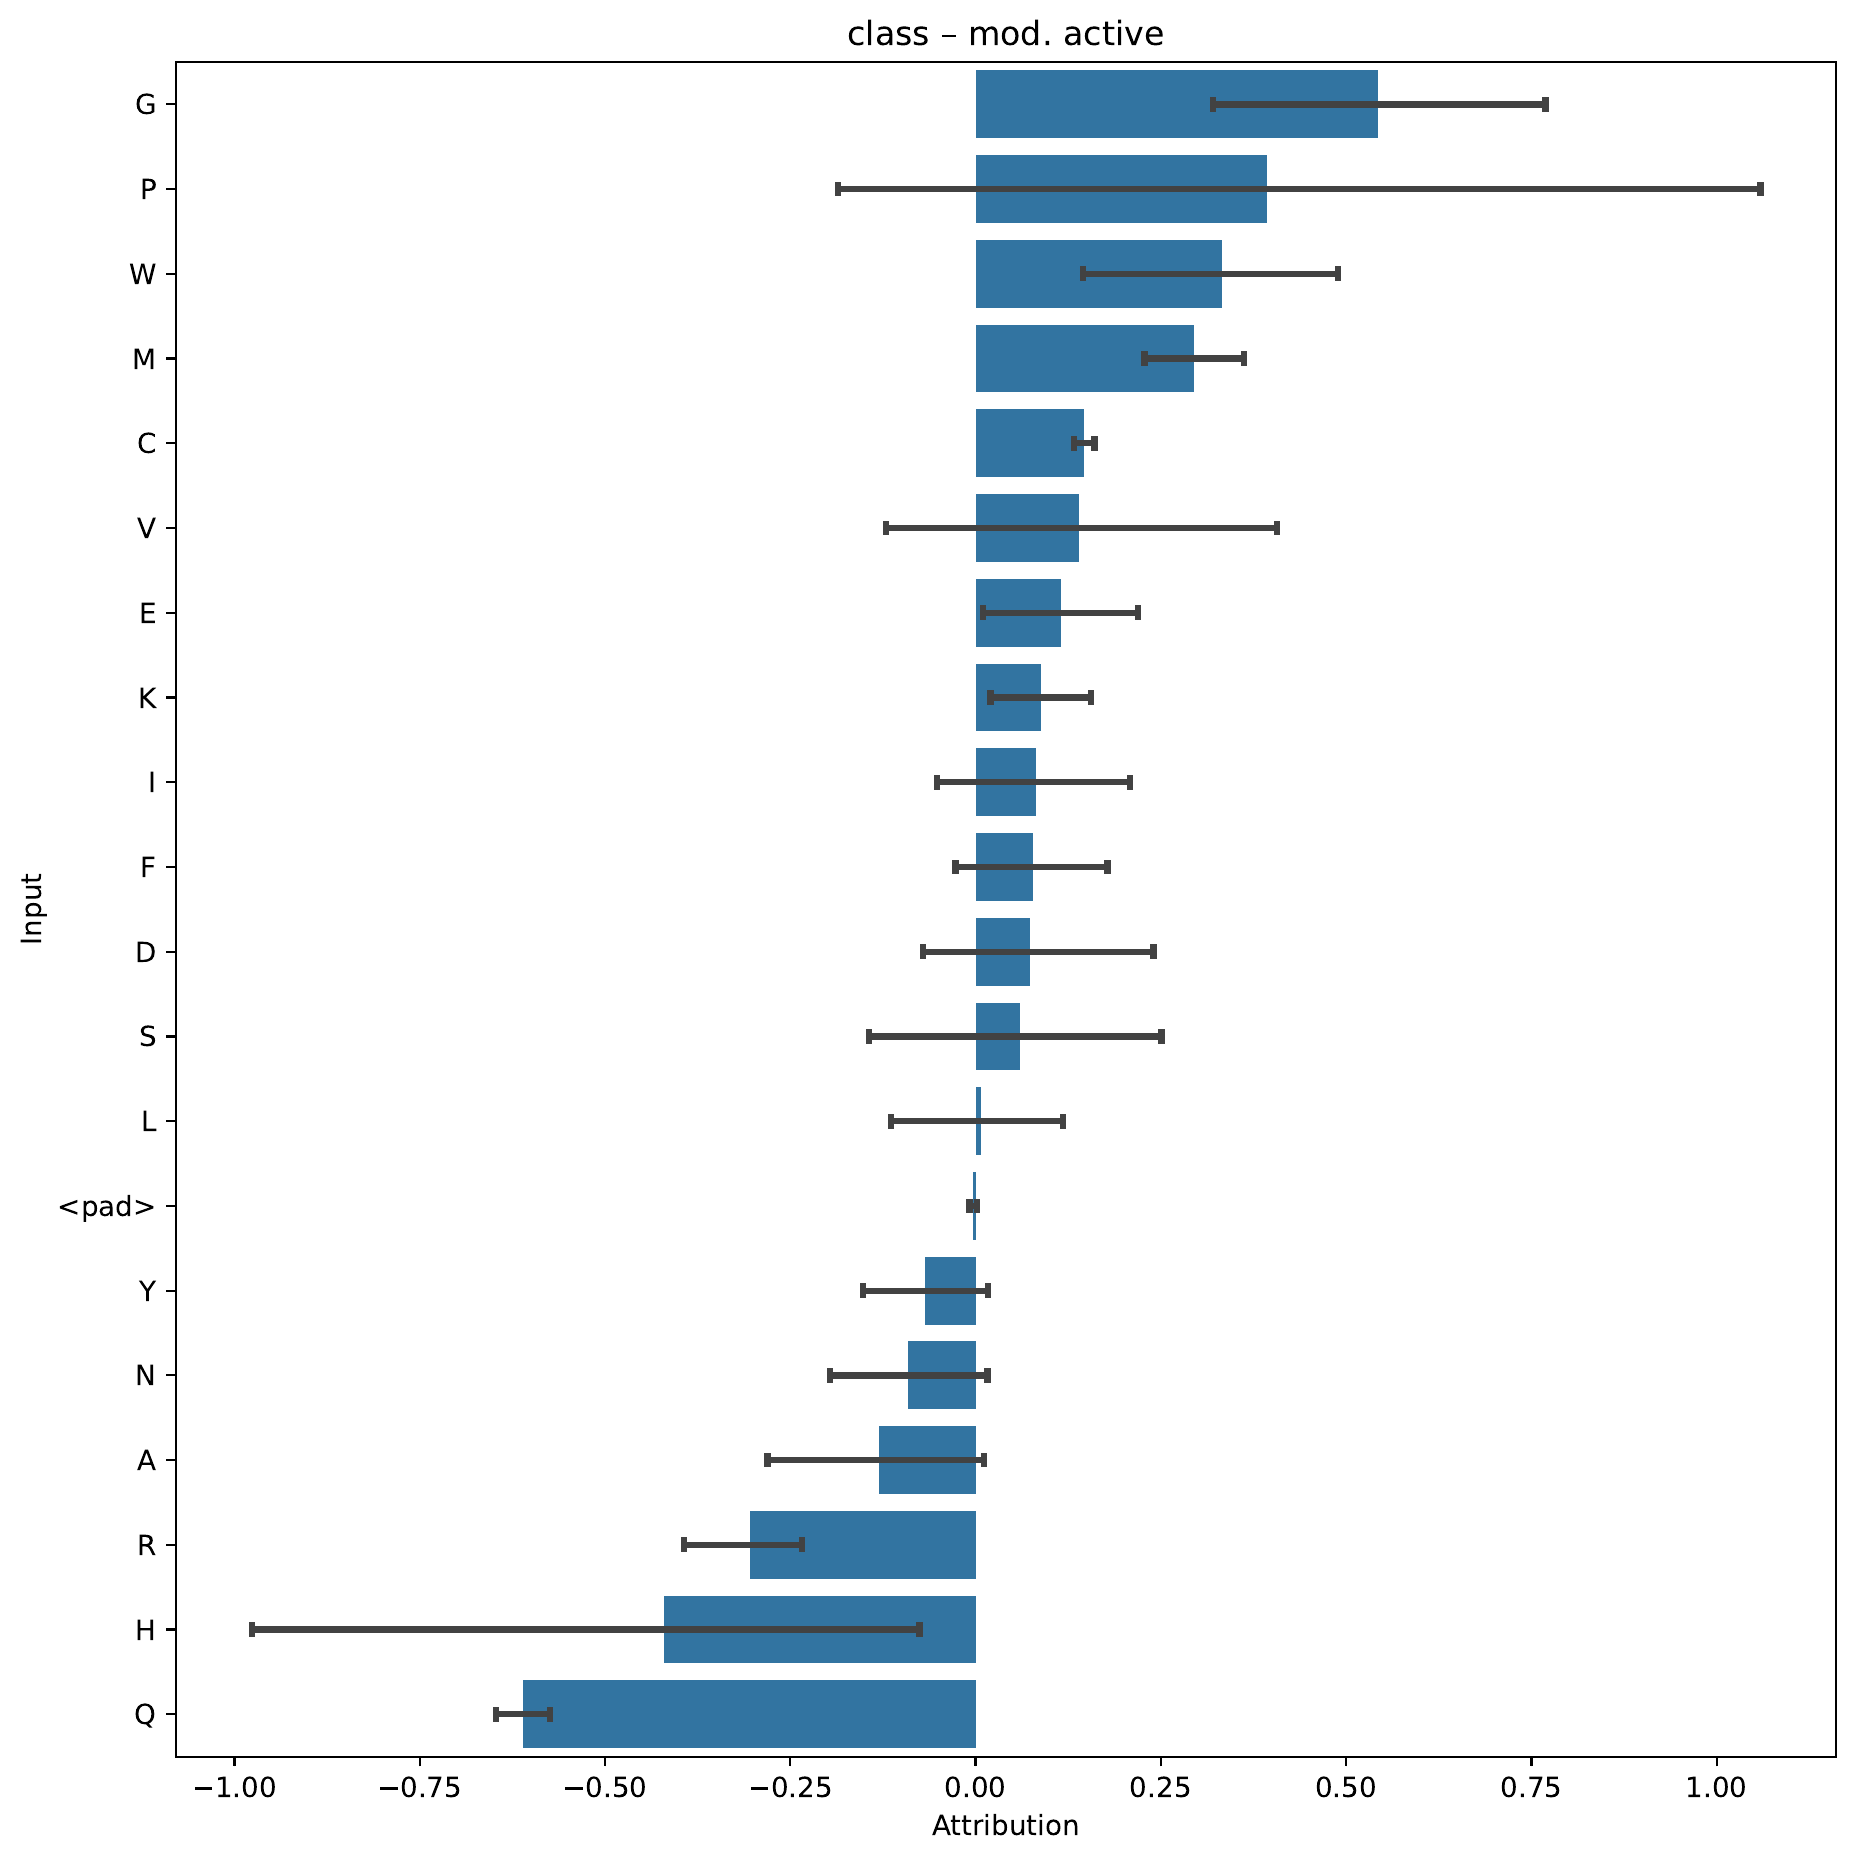 class – mod. active
G
P
W
M
C
V
E
K
I
F
D
S
L
<pad>
Y
N
A
R
H
Q
Input
−1.00 −0.75 −0.50 −0.25 0.00 0.25 0.50 0.75 1.00
Attribution